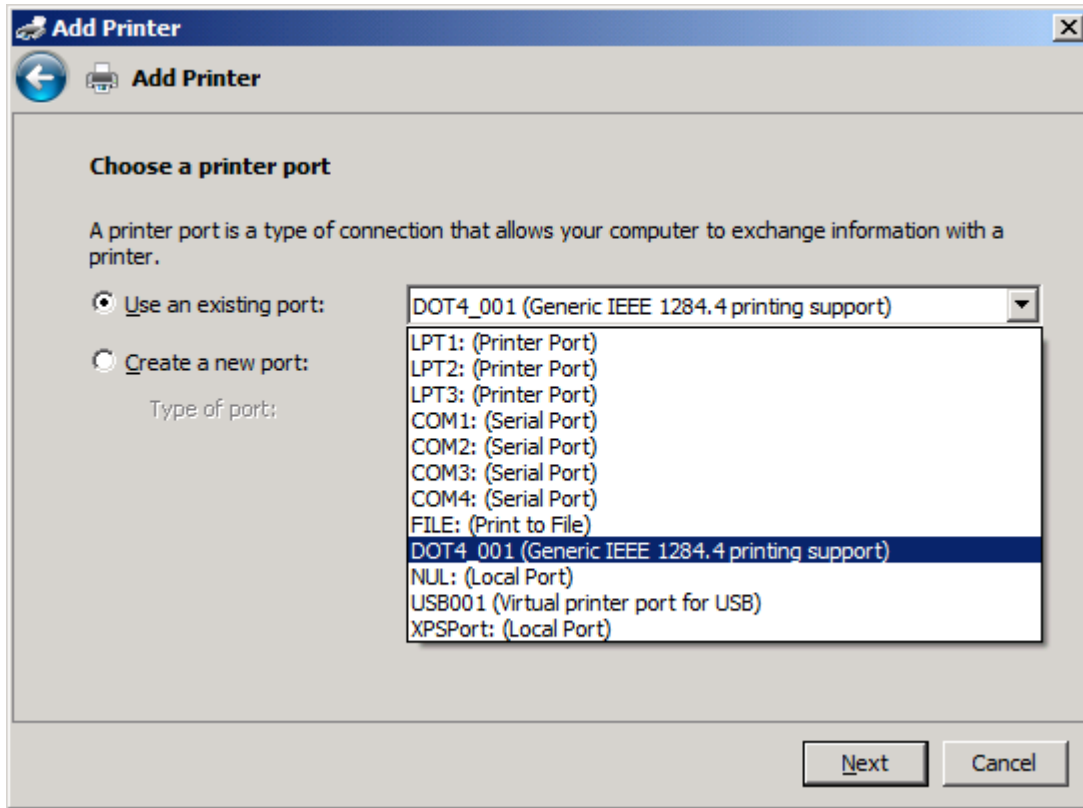 Add Printer
Add Printer
Choose a printer port
A printer port is a type of connection that allows your computer to exchange information with a
printer.
Use an existing port:
DOT4_001 (Generic IEEE 1284.4 printing support)
LPT1: (Printer Port)
LPT2: (Printer Port)
LPT3: (Printer Port)
COM1: (Serial Port)
COM2: (Serial Port)
COM3: (Serial Port)
COM4: (Serial Port)
FILE: (Print to File)
DOT4_001 (Generic IEEE 1284.4 printing support)
NUL: (Local Port)
USB001 (Virtual printer port for USB)
XPSPort: (Local Port)
Create a new port:
Type of port:
Next
Cancel